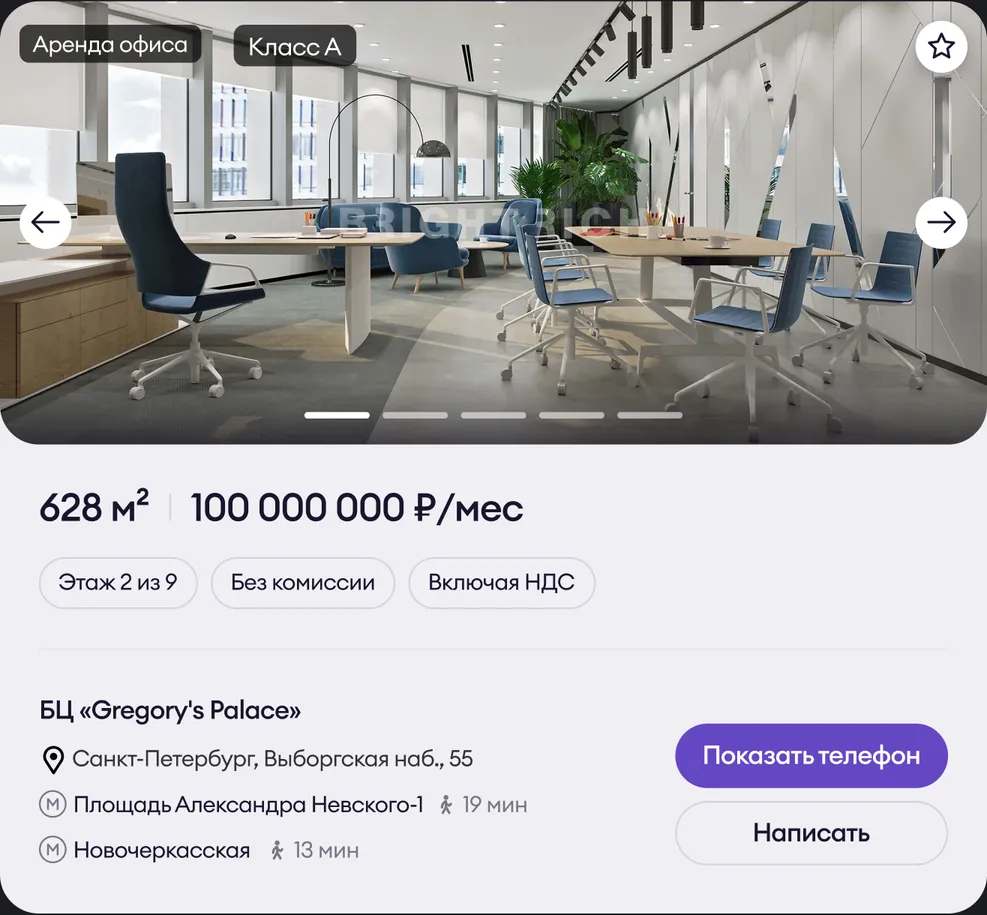 Аренда офиса
Класс А
BRIGHT RICH
628 м²
100 000 000 ₽/мес
Этаж 2 из 9
Без комиссии
Включая НДС
БЦ «Gregory's Palace»
Санкт-Петербург, Выборгская наб., 55
М Площадь Александра Невского-1 19 мин
М Новочеркасская 13 мин
Показать телефон
Написать